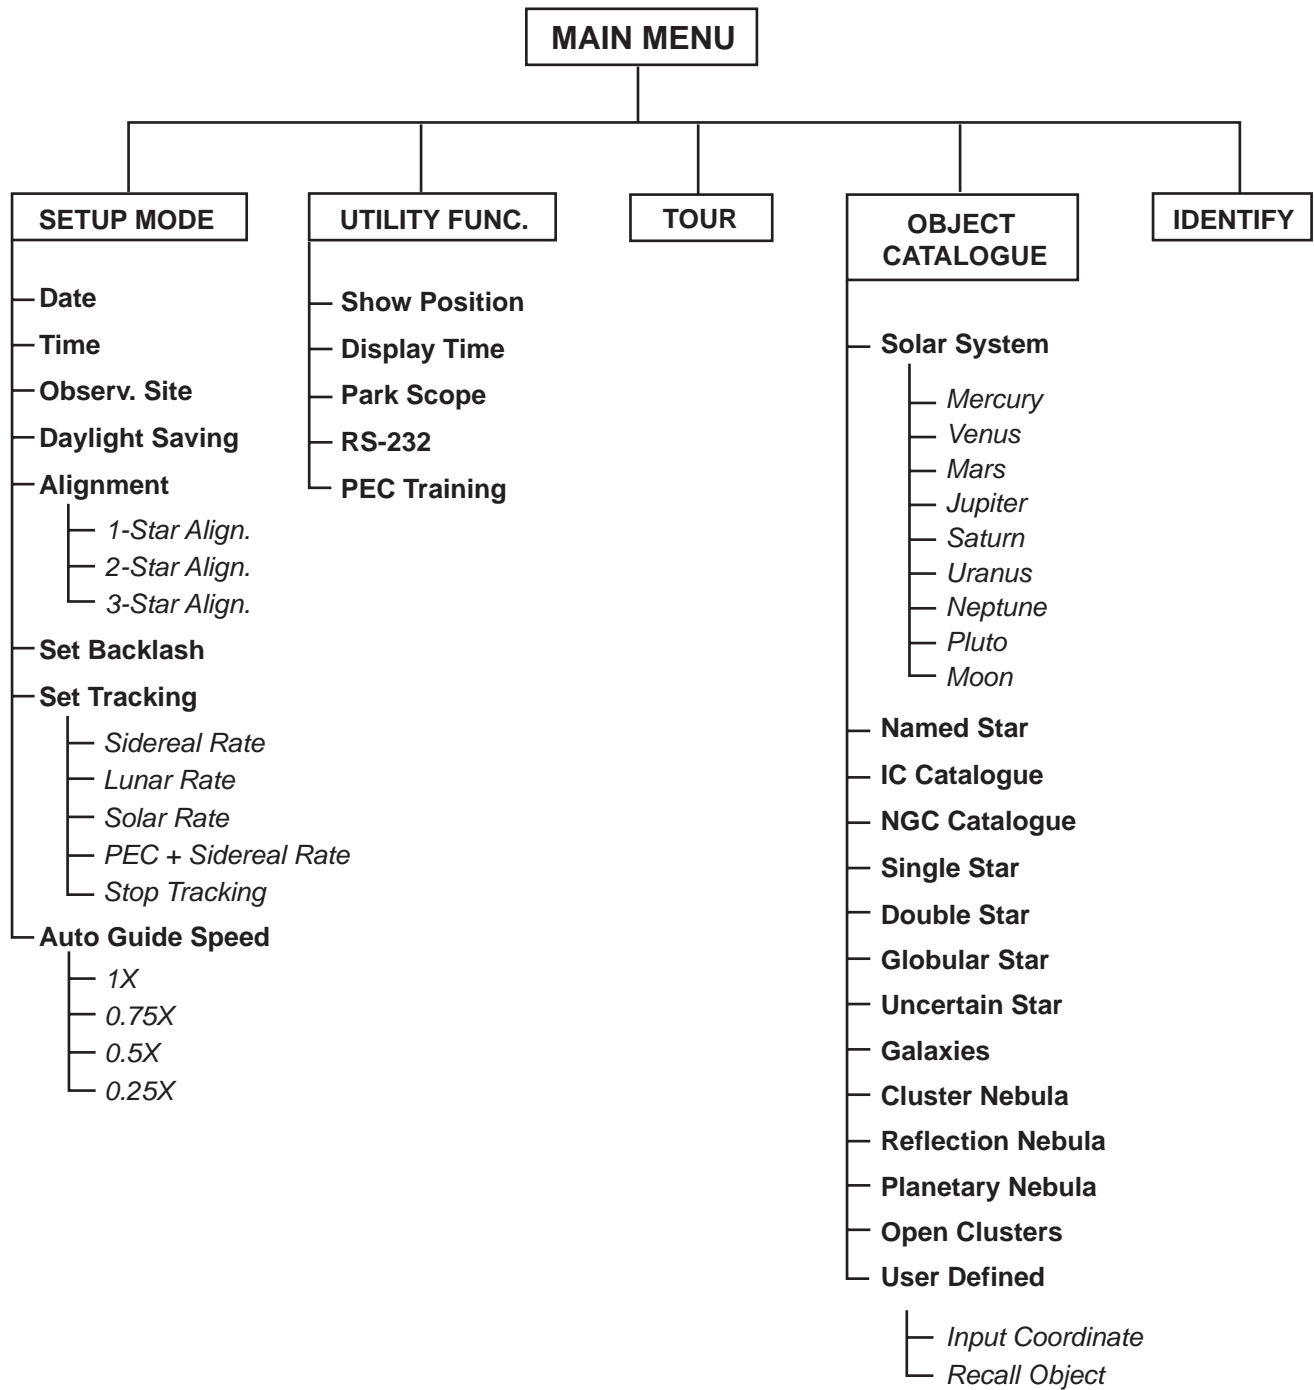 MAIN MENU
SETUP MODE
Date
Time
Observ. Site
Daylight Saving
Alignment
1-Star Align.
2-Star Align.
3-Star Align.
Set Backlash
Set Tracking
Sidereal Rate
Lunar Rate
Solar Rate
PEC + Sidereal Rate
Stop Tracking
Auto Guide Speed
1X
0.75X
0.5X
0.25X
UTILITY FUNC.
Show Position
Display Time
Park Scope
RS-232
PEC Training
TOUR
OBJECT
CATALOGUE
Solar System
Mercury
Venus
Mars
Jupiter
Saturn
Uranus
Neptune
Pluto
Moon
Named Star
IC Catalogue
NGC Catalogue
Single Star
Double Star
Globular Star
Uncertain Star
Galaxies
Cluster Nebula
Reflection Nebula
Planetary Nebula
Open Clusters
User Defined
Input Coordinate
Recall Object
IDENTIFY